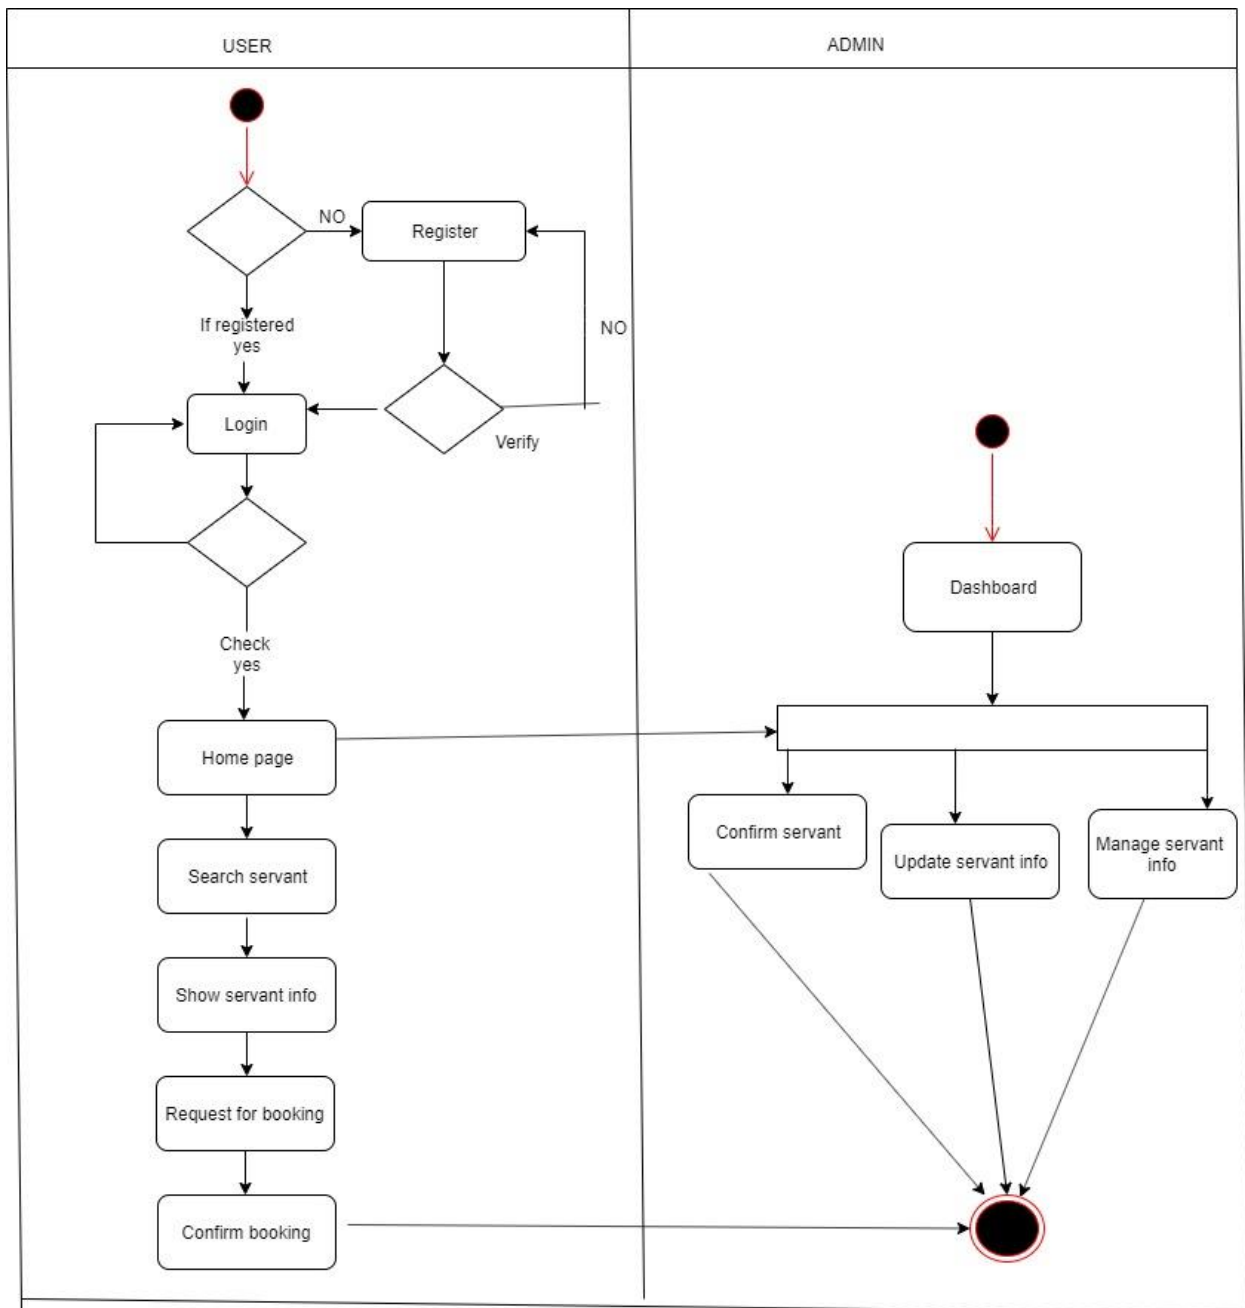 USER
ADMIN
NO
Register
If registered
yes
NO
Login
Verify
Dashboard
Check
yes
Home page
Confirm servant
Update servant info
Manage servant
info
Search servant
Show servant info
Request for booking
Confirm booking